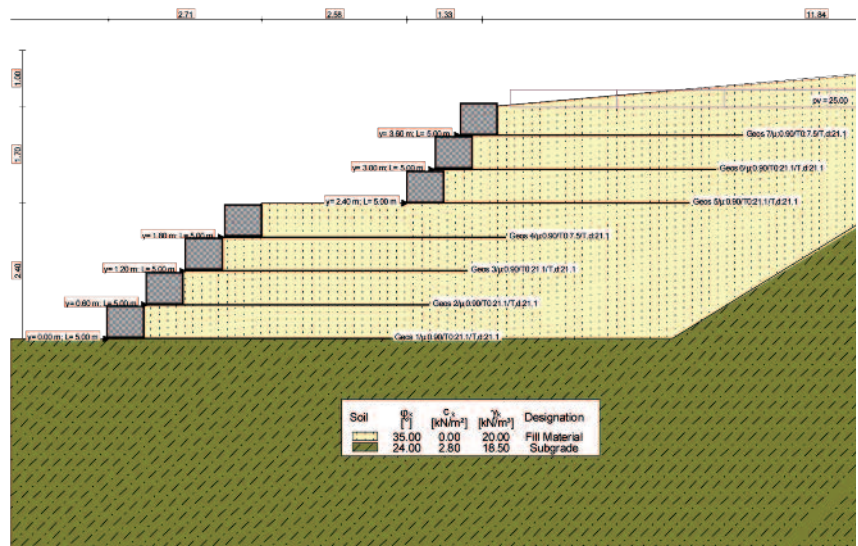 2.71 2.58 1.33 11.84
1.00
pv = 25.00
y= 3.60 m; L= 5.00 m Geos 7/µ:0.90/T0:7.5/T,d:21.1
1.70
y= 3.00 m; L= 5.00 m Geos 6/µ:0.90/T0:21.1/T,d:21.1
y= 2.40 m; L= 5.00 m Geos 5/µ:0.90/T0:21.1/T,d:21.1
y= 1.80 m; L= 5.00 m Geos 4/µ:0.90/T0:7.5/T,d:21.1
2.40
y= 1.20 m; L= 5.00 m Geos 3/µ:0.90/T0:21.1/T,d:21.1
y= 0.60 m; L= 5.00 m Geos 2/µ:0.90/T0:21.1/T,d:21.1
y= 0.00 m; L= 5.00 m Geos 1/µ:0.90/T0:21.1/T,d:21.1
Soil φk ck γk Designation
[°] [kN/m²] [kN/m³]
35.00 0.00 20.00 Fill Material
24.00 2.80 18.50 Subgrade